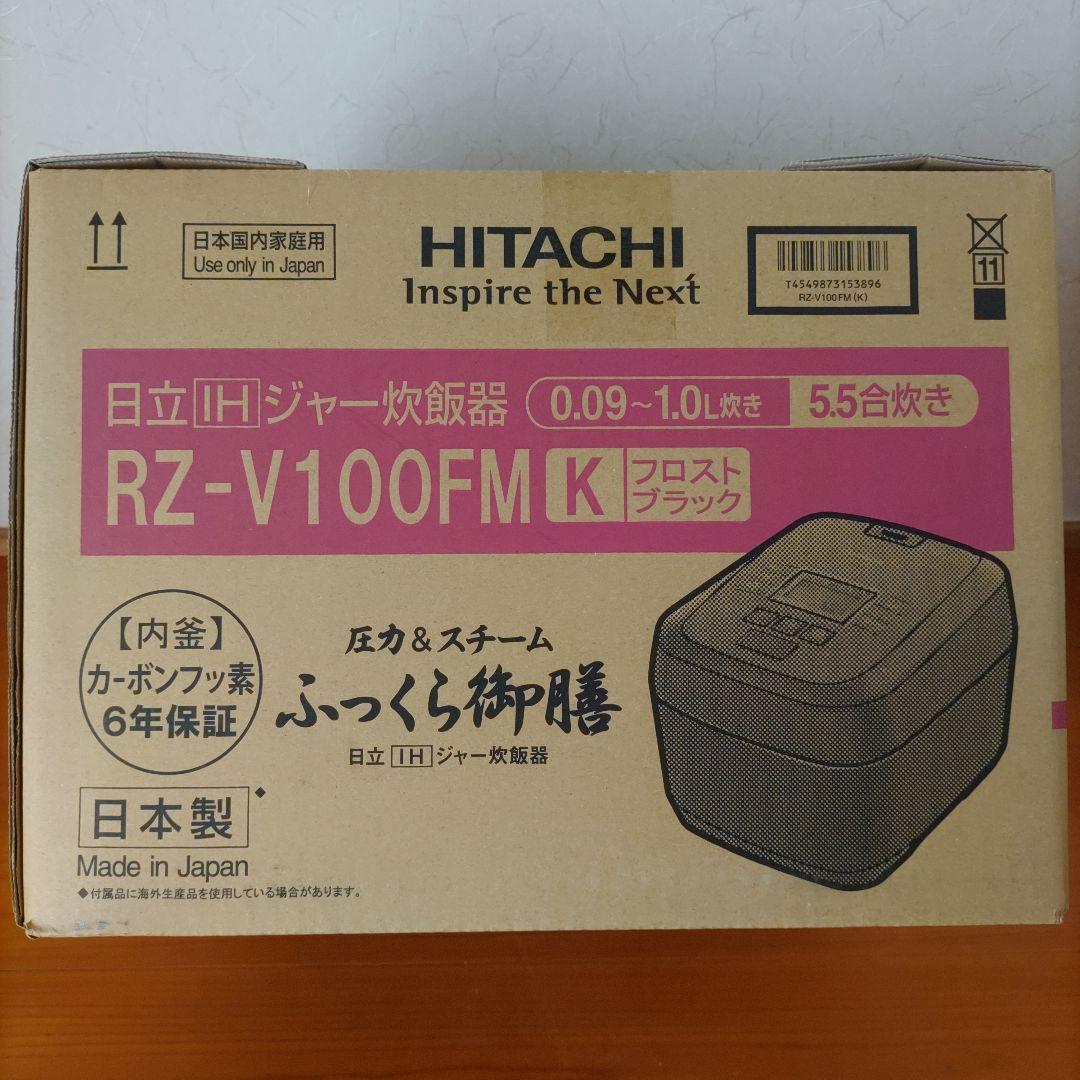 日本国内家庭用
Use only in Japan
HITACHI
Inspire the Next
T4549873153896
RZ-V100FM(K)
11
日立IHジャー炊飯器
0.09~1.0L炊き 5.5合炊き
RZ-V100FM K フロスト
ブラック
【内釜】
カーボンフッ素
6年保証
圧力&スチーム
ふっくら御膳
日立IHジャー炊飯器
日本製◆
Made in Japan
◆付属品に海外生産品を使用している場合があります。